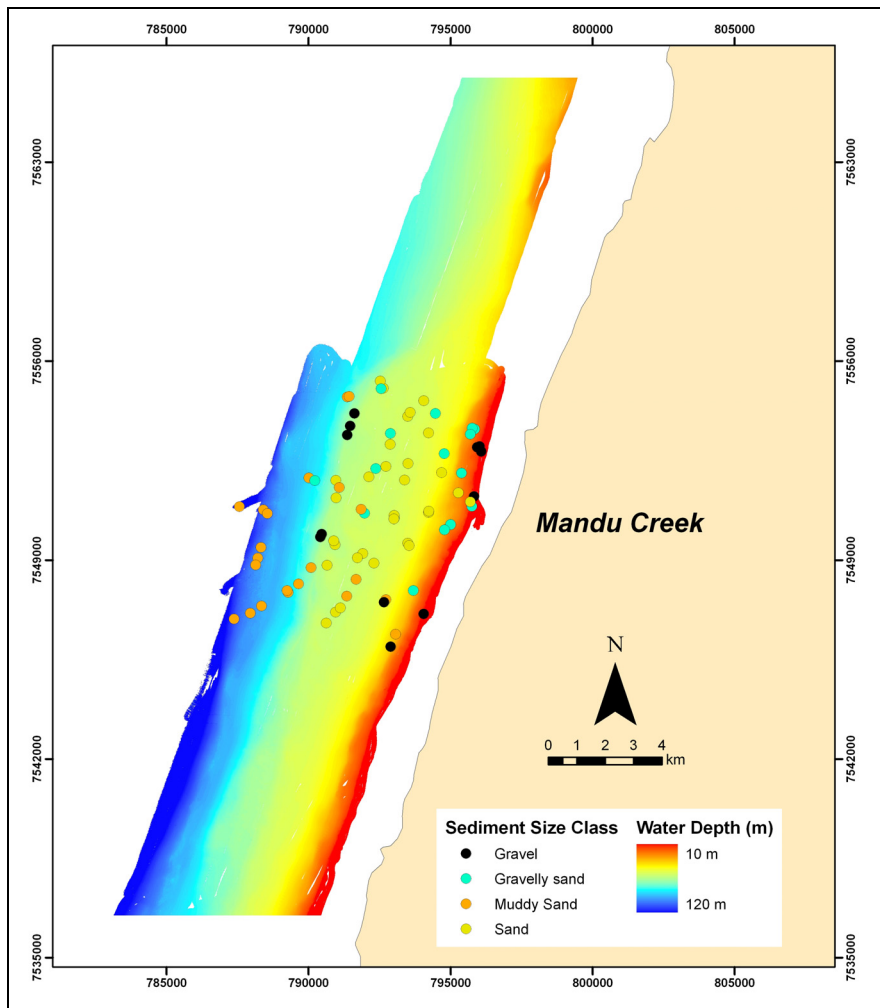 785000 790000 795000 800000 805000
7563000 7563000
7556000 7556000
Mandu Creek
7549000 7549000
N
0 1 2 3 4
km
7542000 7542000
Sediment Size Class Water Depth (m)
Gravel 10 m
Gravelly sand
Muddy Sand 120 m
Sand
7535000 7535000
785000 790000 795000 800000 805000